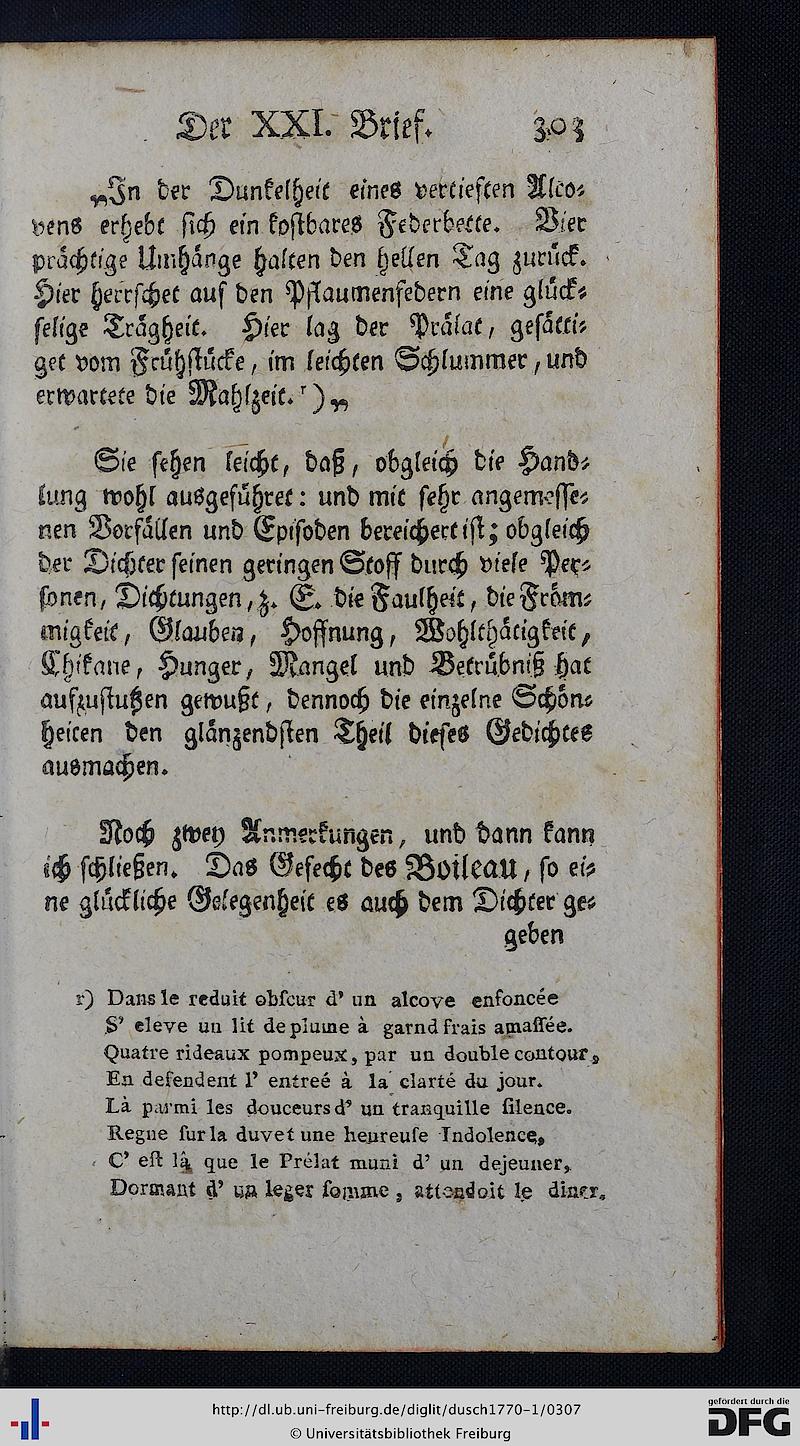 Der XXI. Brief. 303
„In der Dunkelheit eines vertieften Alco-
vens erhebt sich ein kostbares Federbette. Vier
prächtige Umhänge halten den hellen Tag zurück.
Hier herrschet auf den Pflaumenfedern eine glück-
selige Trägheit. Hier lag der Prälat, gesätti-
get vom Frühstücke, im leichten Schlummer, und
erwartete die Mahlzeit. r)„
Sie sehen leicht, daß, obgleich die Hand-
lung wohl ausgeführet: und mit sehr angemesse-
nen Vorfällen und Episoden bereichert ist; obgleich
der Dichter seinen geringen Stoff durch viele Per-
sonen, Dichtungen, z. E. die Faulheit, die Fröm-
migkeit, Glauben, Hoffnung, Wohlthätigkeit,
Chikane, Hunger, Mangel und Betrübniß hat
aufzustutzen gewußt, dennoch die einzelne Schön-
heiten den glänzendsten Theil dieses Gedichtes
ausmachen.
Noch zwey Anmerkungen, und dann kann
ich schließen. Das Gefecht des Boileau, so ei-
ne glückliche Gelegenheit es auch dem Dichter ge-
geben
r) Dans le reduit obſcur d' un alcove enfoncée
S' eleve un lit de plume à garnd frais amaſſée.
Quatre rideaux pompeux, par un double contour,
En defendent l' entreé à la clarté du jour.
Là parmi les douceurs d' un tranquille ſilence.
Regne ſur la duvet une heureuſe Indolence,
C' eſt là que le Prélat muni d' un dejeuner,
Dormant d' un leger ſomme, attendoit le diner.
http://dl.ub.uni-freiburg.de/diglit/dusch1770-1/0307
© Universitätsbibliothek Freiburg
gefördert durch die
DFG